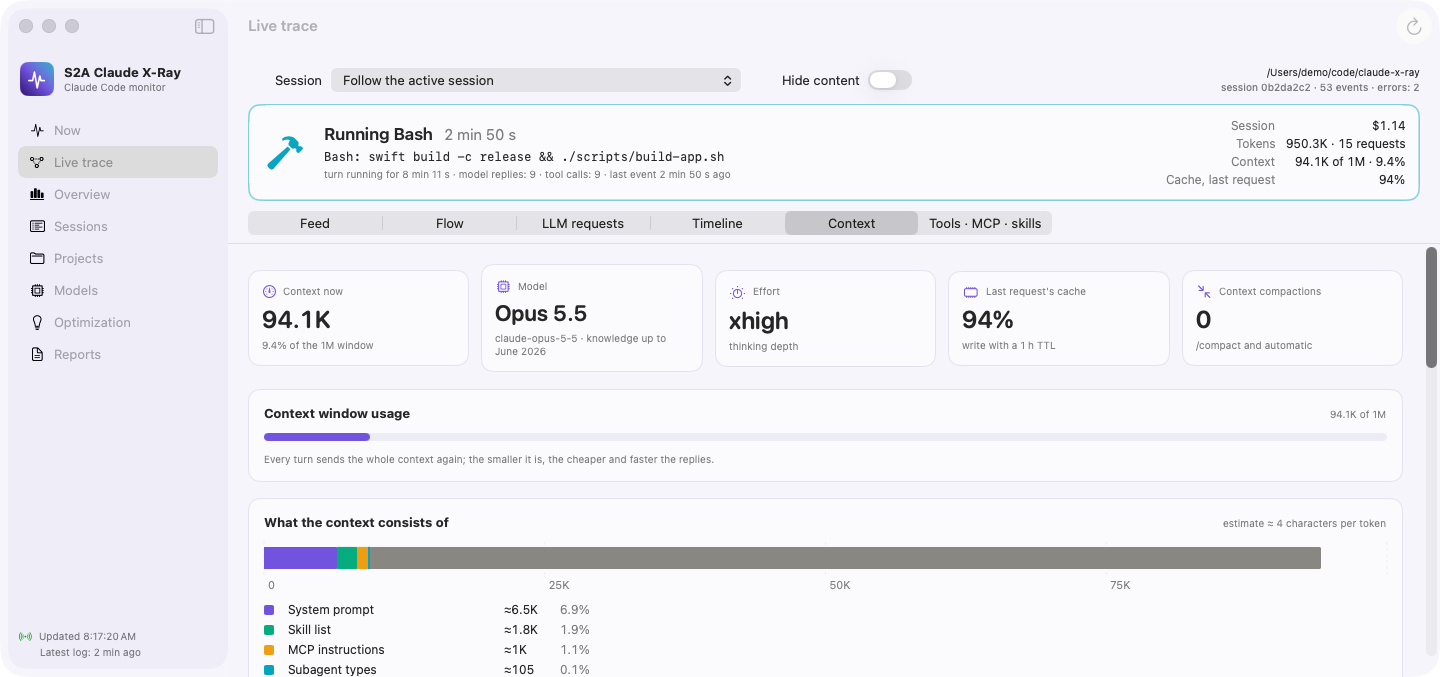 Live trace
S2A Claude X-Ray
Claude Code monitor
Now
Live trace
Overview
Sessions
Projects
Models
Optimization
Reports
Updated 8:17:20 AM
Latest log: 2 min ago
Session
Follow the active session
Hide content
/Users/demo/code/claude-x-ray
session 0b2da2c2 · 53 events · errors: 2
Running Bash 2 min 50 s
Bash: swift build -c release && ./scripts/build-app.sh
turn running for 8 min 11 s · model replies: 9 · tool calls: 9 · last event 2 min 50 s ago
Session $1.14
Tokens 950.3K · 15 requests
Context 94.1K of 1M · 9.4%
Cache, last request 94%
Feed
Flow
LLM requests
Timeline
Context
Tools · MCP · skills
Context now
94.1K
9.4% of the 1M window
Model
Opus 5.5
claude-opus-5-5 · knowledge up to
June 2026
Effort
xhigh
thinking depth
Last request's cache
94%
write with a 1 h TTL
Context compactions
0
/compact and automatic
Context window usage
94.1K of 1M
Every turn sends the whole context again; the smaller it is, the cheaper and faster the replies.
What the context consists of
estimate ≈ 4 characters per token
0 25K 50K 75K
System prompt ≈6.5K 6.9%
Skill list ≈1.8K 1.9%
MCP instructions ≈1K 1.1%
Subagent types ≈105 0.1%